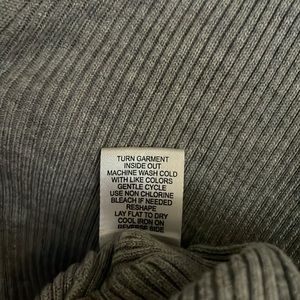 TURN GARMENT
INSIDE OUT
MACHINE WASH COLD
WITH LIKE COLORS
GENTLE CYCLE
USE NON CHLORINE
BLEACH IF NEEDED
RESHAPE
LAY FLAT TO DRY
COOL IRON ON
REVERSE SIDE